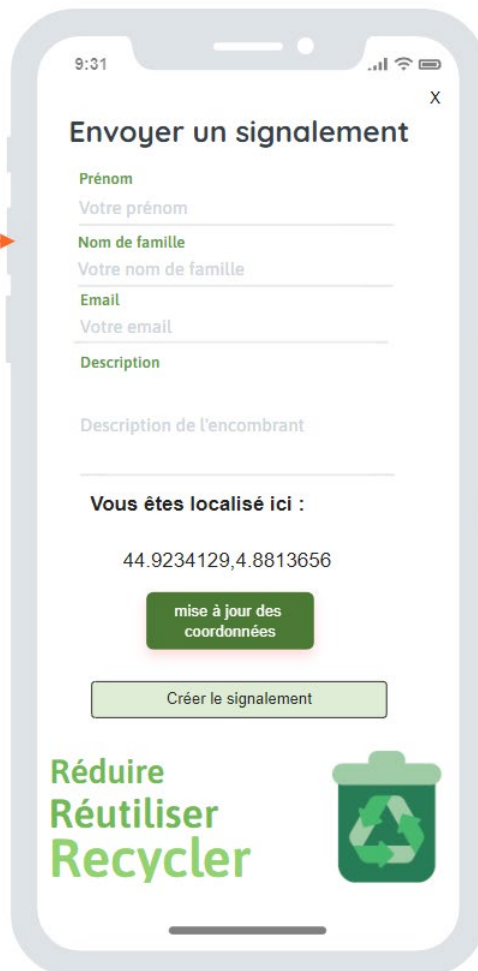 9:31
X
Envoyer un signalement
Prénom
Votre prénom
Nom de famille
Votre nom de famille
Email
Votre email
Description
Description de l'encombrant
Vous êtes localisé ici :
44.9234129,4.8813656
mise à jour des
coordonnées
Créer le signalement
Réduire
Réutiliser
Recycler